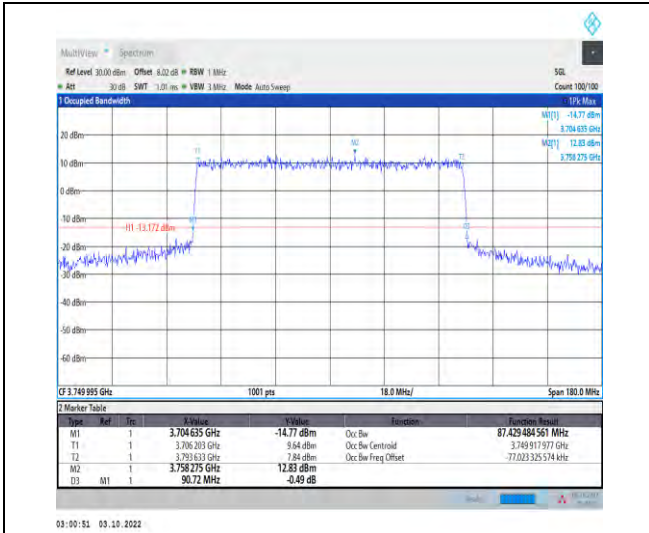 MultiView Spectrum
Ref Level 30.00 dBm Offset 8.02 dB RBW 1 MHz SGL
Att 30 dB SWT 1.01 ms VBW 3 MHz Mode Auto Sweep Count 100/100
1 Occupied Bandwidth 1Pk Max
M1[1] -14.77 dBm
3.704 635 GHz
20 dBm
M2[1] 12.83 dBm
3.758 275 GHz
M2
T1
T2
10 dBm
0 dBm
-10 dBm
M1
H1 -13.172 dBm
D3
-20 dBm
-30 dBm
-40 dBm
-50 dBm
-60 dBm
CF 3.749 995 GHz 1001 pts 18.0 MHz/ Span 180.0 MHz
2 Marker Table
Type Ref Trc X-Value Y-Value Function Function Result
M1 1 3.704 635 GHz -14.77 dBm Occ Bw 87.429 484 561 MHz
T1 1 3.706 203 GHz 9.64 dBm Occ Bw Centroid 3.749 917 977 GHz
T2 1 3.793 633 GHz 7.84 dBm Occ Bw Freq Offset -77.023 325 574 kHz
M2 1 3.758 275 GHz 12.83 dBm
D3 M1 1 90.72 MHz -0.49 dB
03:00:51 03.10.2022